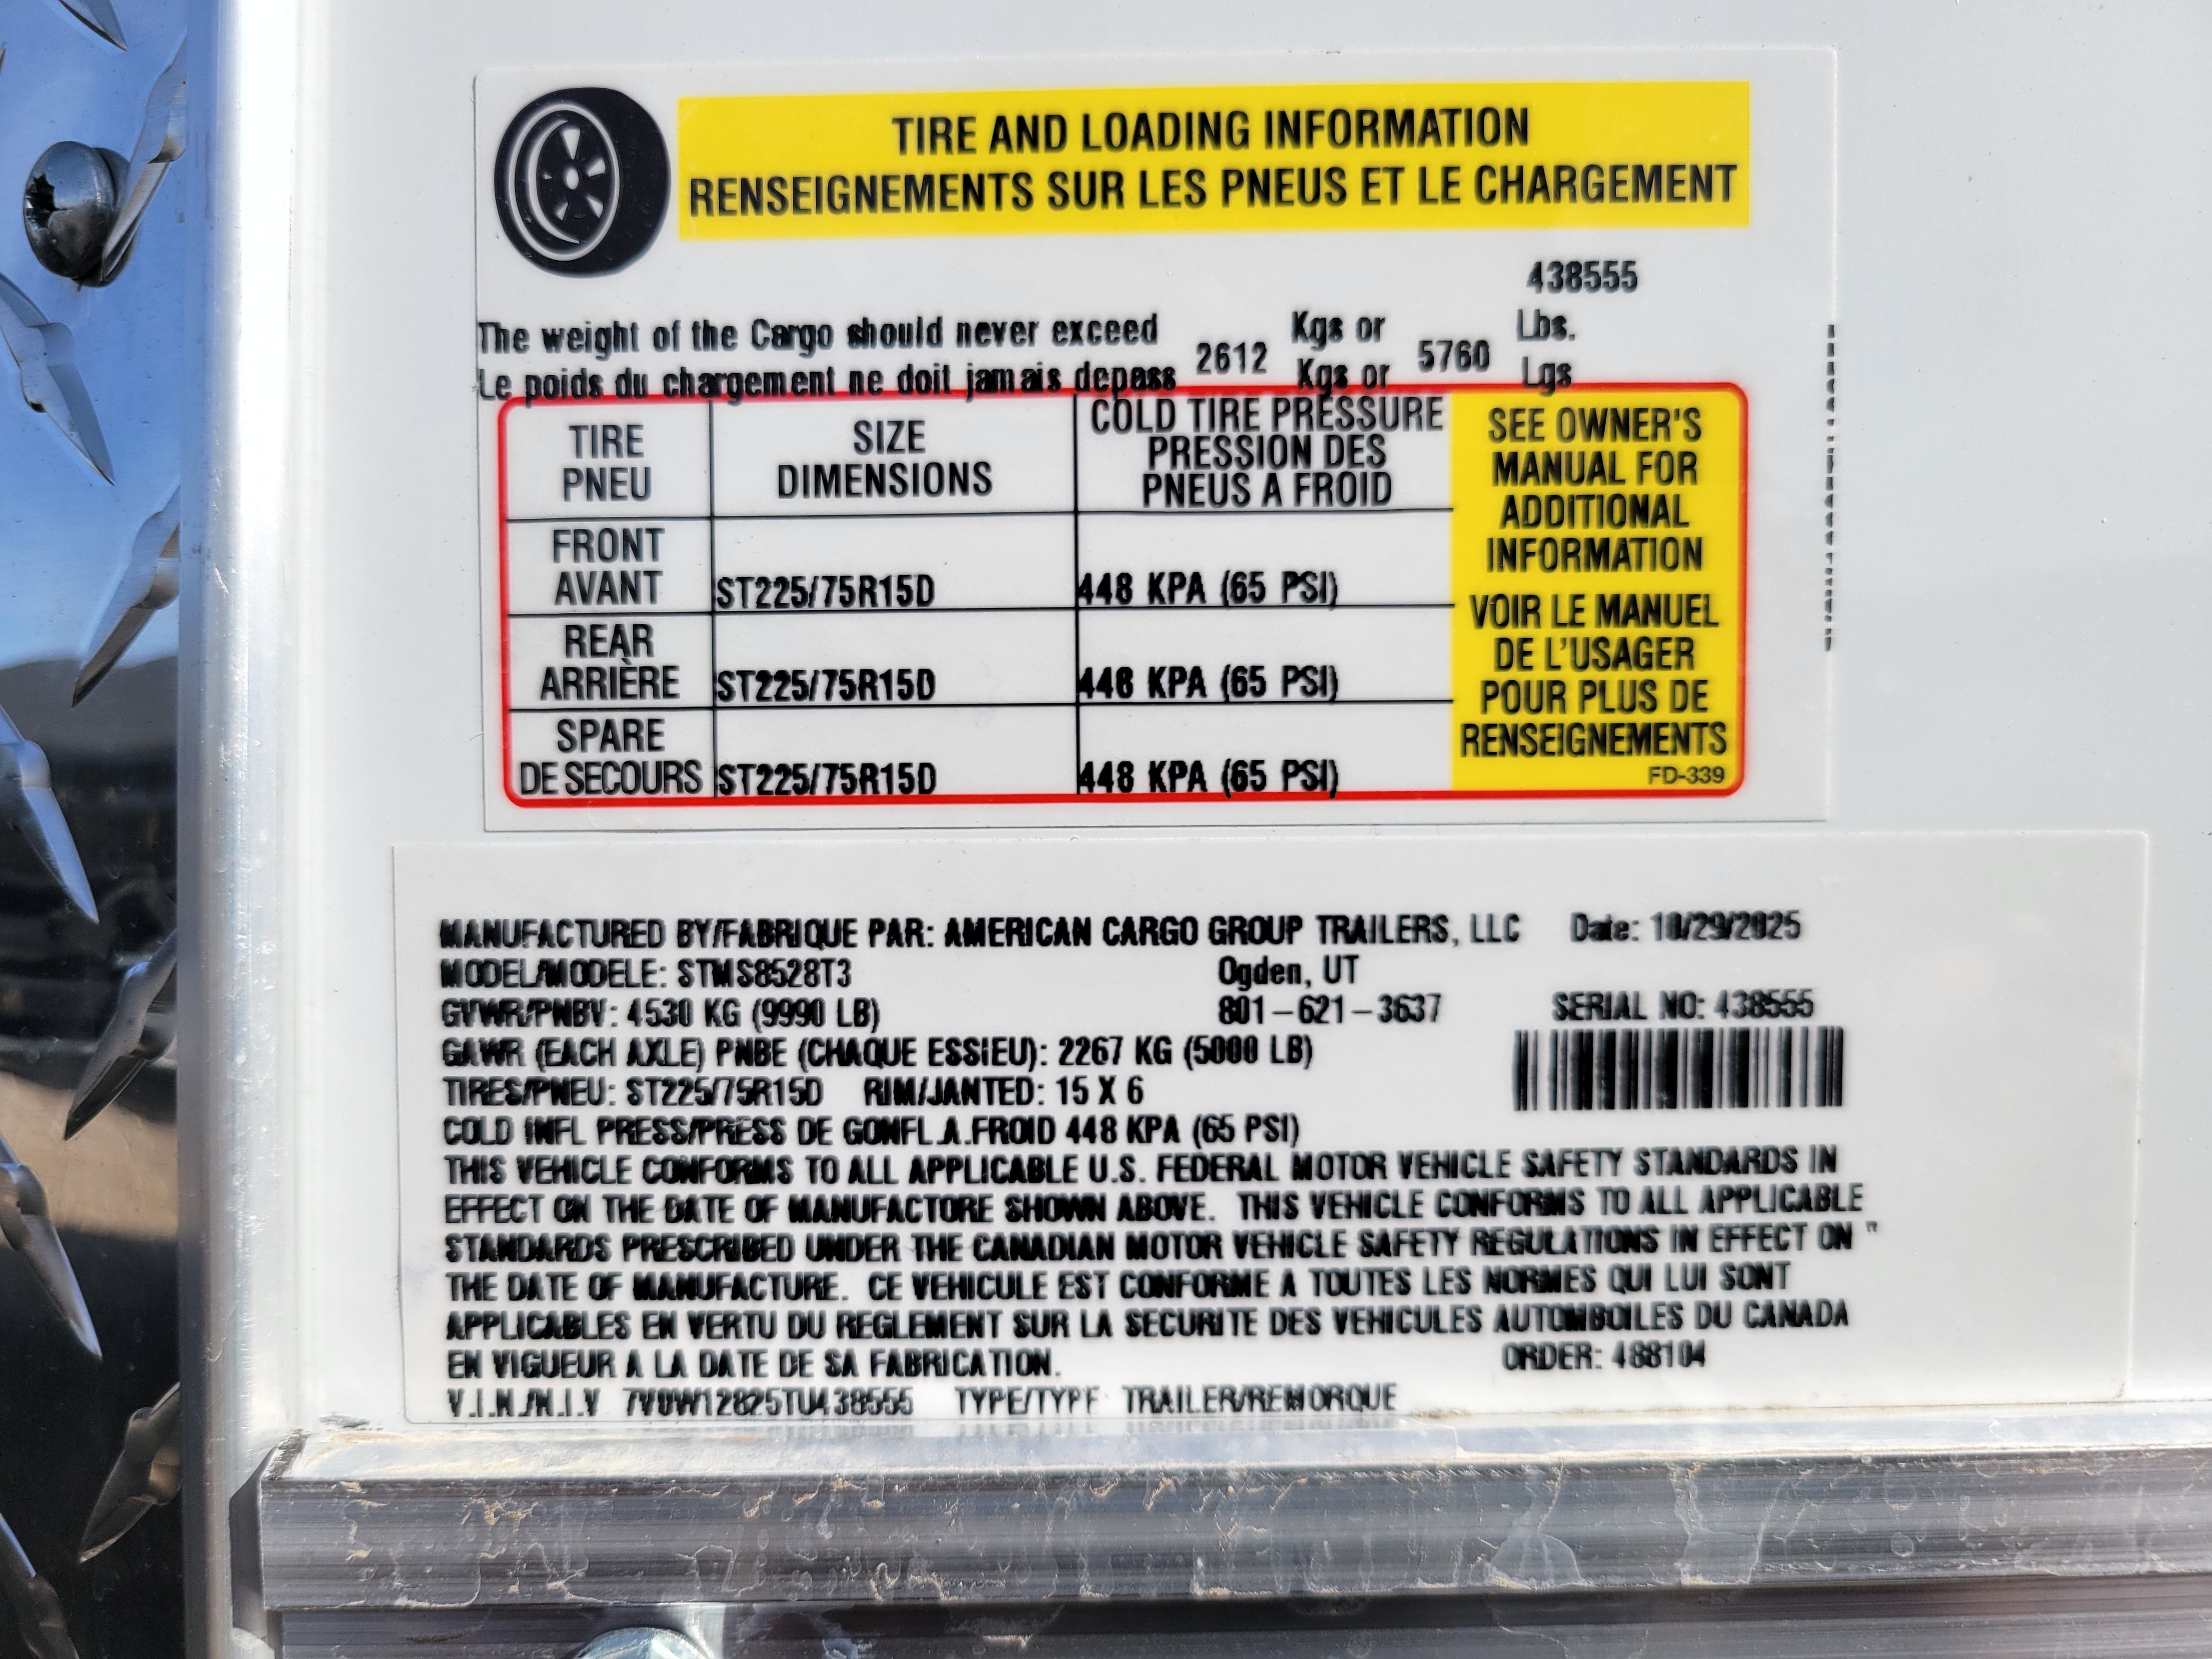 TIRE AND LOADING INFORMATION
RENSEIGNEMENTS SUR LES PNEUS ET LE CHARGEMENT
438555
The weight of the Cargo should never exceed 2612 Kgs or 5760 Lbs.
Le poids du chargement ne doit jamais depass Kgs or Lgs
TIRE PNEU SIZE DIMENSIONS COLD TIRE PRESSURE PRESSION DES PNEUS A FROID
FRONT AVANT ST225/75R15D 448 KPA (65 PSI)
REAR ARRIÈRE ST225/75R15D 448 KPA (65 PSI)
SPARE DE SECOURS ST225/75R15D 448 KPA (65 PSI)
SEE OWNER'S
MANUAL FOR
ADDITIONAL
INFORMATION
VOIR LE MANUEL
DE L'USAGER
POUR PLUS DE
RENSEIGNEMENTS
FD-339
MANUFACTURED BY/FABRIQUE PAR: AMERICAN CARGO GROUP TRAILERS, LLC Date: 10/29/2025
MODEL/MODELE: STMS8528T3 Ogden, UT
GVWR/PNBV: 4530 KG (9990 LB) 801-621-3637 SERIAL NO: 438555
GAWR (EACH AXLE) PNBE (CHAQUE ESSIEU): 2267 KG (5000 LB)
TIRES/PNEU: ST225/75R15D RIM/JANTED: 15 X 6
COLD INFL PRESS/PRESS DE GONFL.A.FROID 448 KPA (65 PSI)
THIS VEHICLE CONFORMS TO ALL APPLICABLE U.S. FEDERAL MOTOR VEHICLE SAFETY STANDARDS IN
EFFECT ON THE DATE OF MANUFACTORE SHOWN ABOVE. THIS VEHICLE CONFORMS TO ALL APPLICABLE
STANDARDS PRESCRIBED UNDER THE CANADIAN MOTOR VEHICLE SAFETY REGULATIONS IN EFFECT ON "
THE DATE OF MANUFACTURE. CE VEHICULE EST CONFORME A TOUTES LES NORMES QUI LUI SONT
APPLICABLES EN VERTU DU REGLEMENT SUR LA SECURITE DES VEHICULES AUTOMBOILES DU CANADA
EN VIGUEUR A LA DATE DE SA FABRICATION. ORDER: 488104
V.I.N./N.I.V 7V0W12825TU438555 TYPE/TYPE: TRAILER/REMORQUE